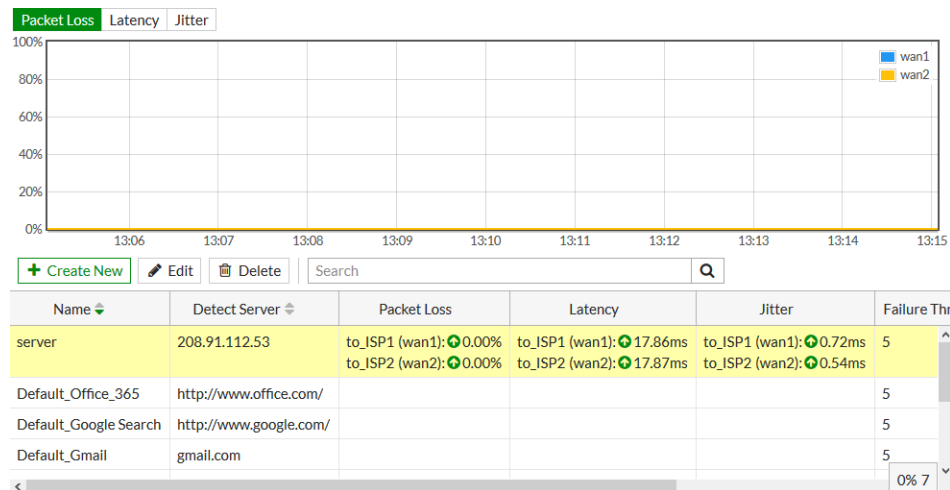 Packet Loss Latency Jitter
100%
wan1
80%
wan2
60%
40%
20%
0%
13:06 13:07 13:08 13:09 13:10 13:11 13:12 13:13 13:14 13:15
+ Create New Edit Delete Search
Name Detect Server Packet Loss Latency Jitter Failure Thr
server 208.91.112.53 to_ISP1 (wan1): 0.00% to_ISP1 (wan1): 17.86ms to_ISP1 (wan1): 0.72ms 5
to_ISP2 (wan2): 0.00% to_ISP2 (wan2): 17.87ms to_ISP2 (wan2): 0.54ms
Default_Office_365 http://www.office.com/ 5
Default_Google Search http://www.google.com/ 5
Default_Gmail gmail.com 5
0% 7